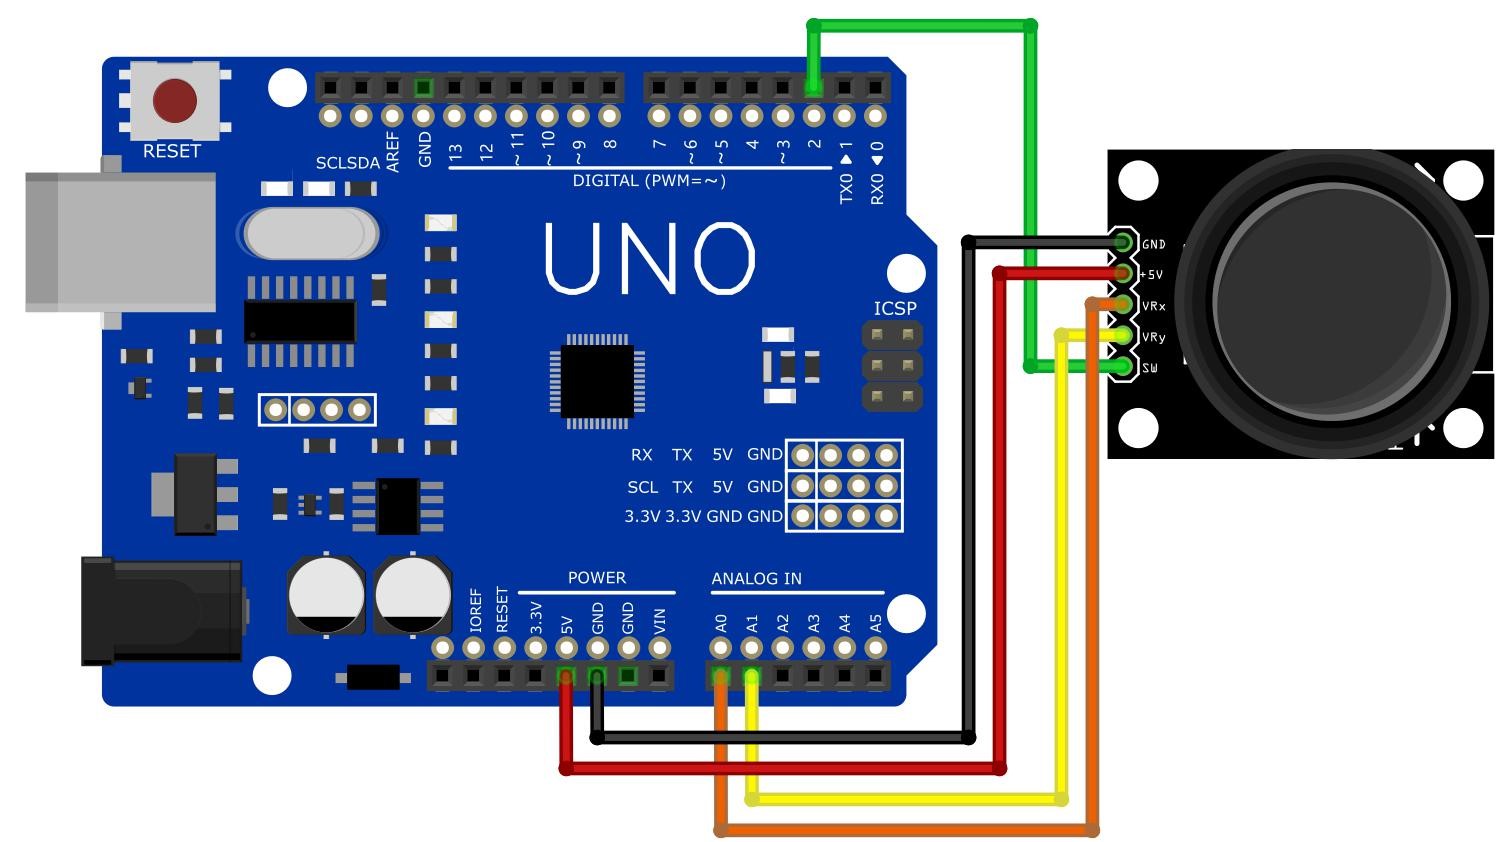 RESET
SCLSDA
AREF
GND
13
12
~11
~10
~9
8
7
~6
~5
4
~3
2
TX0▶1
RX0◀0
DIGITAL (PWM=~)
UNO
ICSP
GND
+5V
VRx
VRy
SW
RX TX 5V GND
SCL TX 5V GND
3.3V 3.3V GND GND
POWER
ANALOG IN
IOREF
RESET
3.3V
5V
GND
GND
VIN
A0
A1
A2
A3
A4
A5